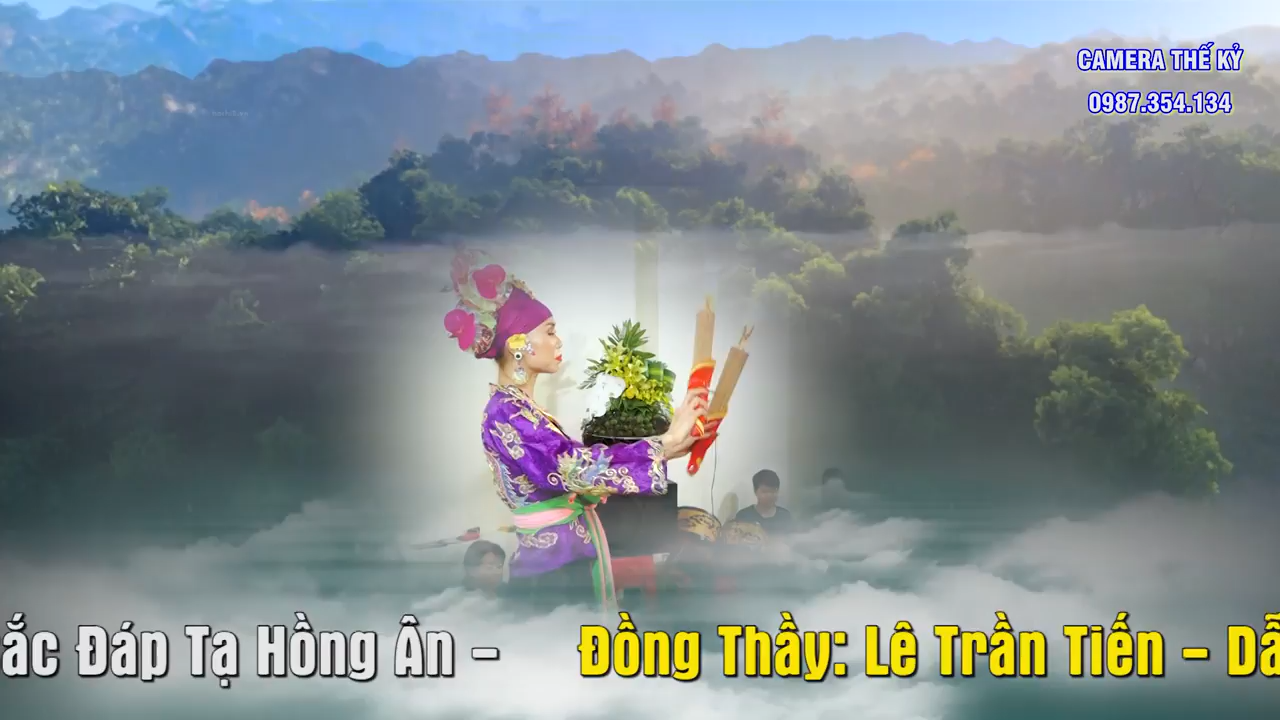 CAMERA THẾ KỶ
0987.354.134
ắc Đáp Tạ Hồng Ân – Đồng Thầy: Lê Trần Tiến – Dẫ